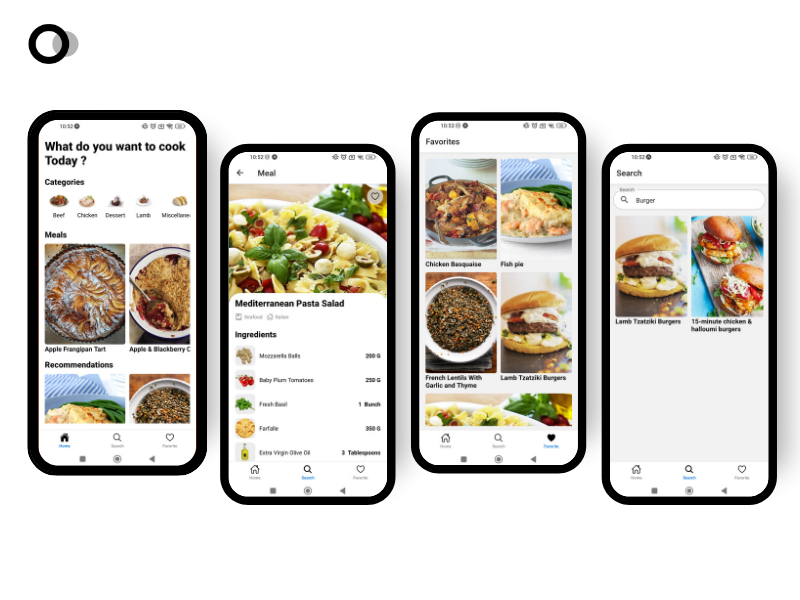 10:52
What do you want to cook
Today ?
Categories
Beef
Chicken
Dessert
Lamb
Miscellane
Meals
Apple Frangipan Tart
Apple & Blackberry C
Recommendations
Home
Search
Favorite
10:52
Meal
Mediterranean Pasta Salad
Seafood
Italian
Ingredients
Mozzarella Balls
200 G
Baby Plum Tomatoes
250 G
Fresh Basil
1 Bunch
Farfalle
350 G
Extra Virgin Olive Oil
3 Tablespoons
Home
Search
Favorite
10:53
Favorites
Chicken Basquaise
Fish pie
French Lentils With
Garlic and Thyme
Lamb Tzatziki Burgers
Home
Search
Favorite
10:52
Search
Search
Burger
Lamb Tzatziki Burgers
15-minute chicken &
halloumi burgers
Home
Search
Favorite